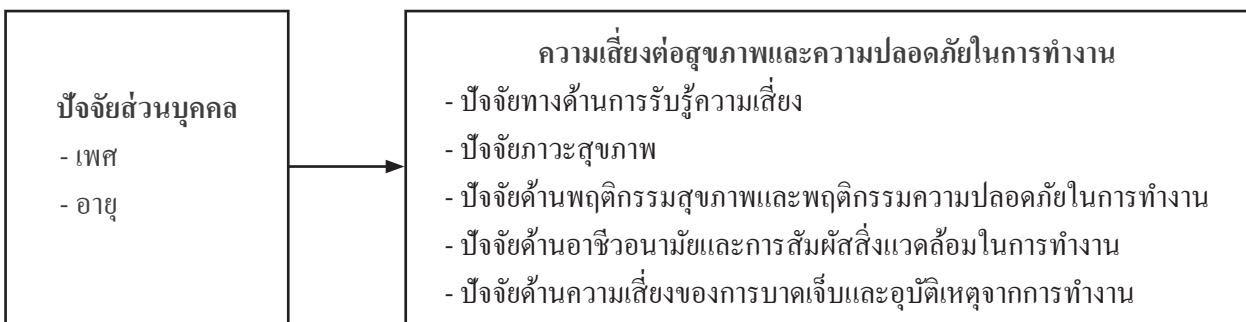 ปัจจัยส่วนบุคคล
- เพศ
- อายุ
ความเสี่ยงต่อสุขภาพและความปลอดภัยในการทำงาน
- ปัจจัยทางด้านการรับรู้ความเสี่ยง
- ปัจจัยภาวะสุขภาพ
- ปัจจัยด้านพฤติกรรมสุขภาพและพฤติกรรมความปลอดภัยในการทำงาน
- ปัจจัยด้านอาชีวอนามัยและการสัมผัสสิ่งแวดล้อมในการทำงาน
- ปัจจัยด้านความเสี่ยงของการบาดเจ็บและอุบัติเหตุจากการทำงาน